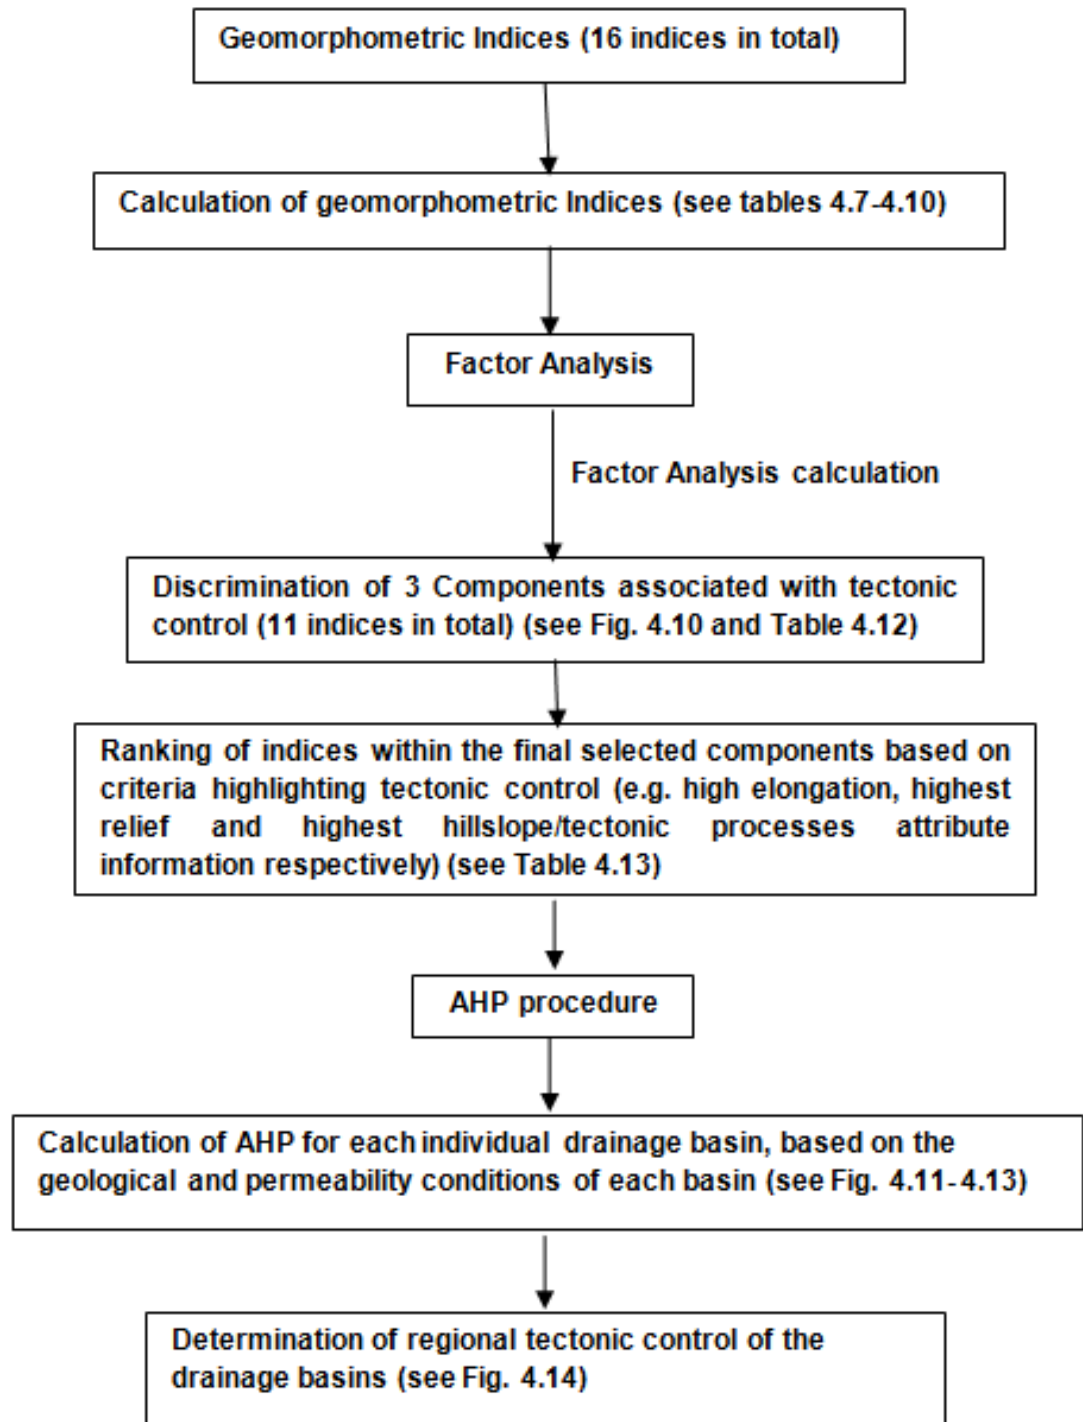 Geomorphometric Indices (16 indices in total)
Calculation of geomorphometric Indices (see tables 4.7-4.10)
Factor Analysis
Factor Analysis calculation
Discrimination of 3 Components associated with tectonic
control (11 indices in total) (see Fig. 4.10 and Table 4.12)
Ranking of indices within the final selected components based on
criteria highlighting tectonic control (e.g. high elongation, highest
relief and highest hillslope/tectonic processes attribute
information respectively) (see Table 4.13)
AHP procedure
Calculation of AHP for each individual drainage basin, based on the
geological and permeability conditions of each basin (see Fig. 4.11-4.13)
Determination of regional tectonic control of the
drainage basins (see Fig. 4.14)